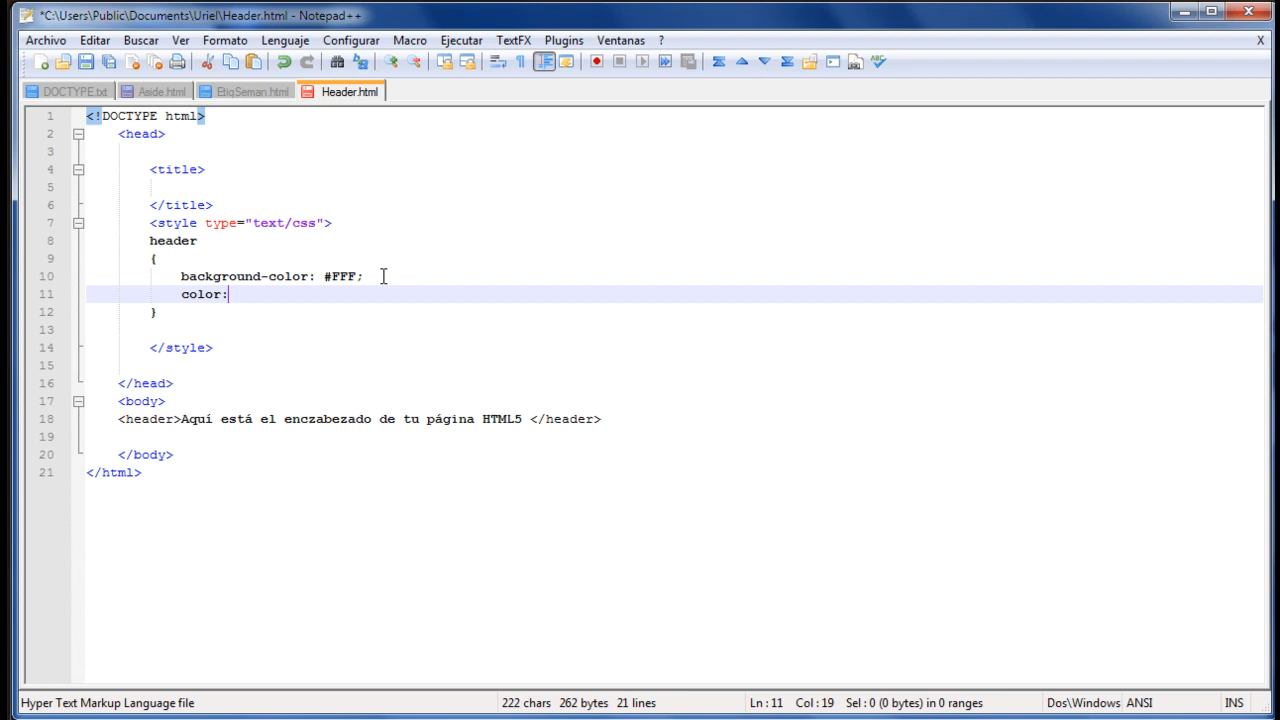 *C:\Users\Public\Documents\Uriel\Header.html - Notepad++
Archivo Editar Buscar Ver Formato Lenguaje Configurar Macro Ejecutar TextFX Plugins Ventanas ? X
DOCTYPE.txt Aside.html EtiqSeman.html Header.html
1 <!DOCTYPE html>
2 <head>
3
4 <title>
5
6 </title>
7 <style type="text/css">
8 header
9 {
10 background-color: #FFF;
11 color:
12 }
13
14 </style>
15
16 </head>
17 <body>
18 <header>Aquí está el enczabezado de tu página HTML5 </header>
19
20 </body>
21 </html>
Hyper Text Markup Language file 222 chars 262 bytes 21 lines Ln : 11 Col : 19 Sel : 0 (0 bytes) in 0 ranges Dos\Windows ANSI INS